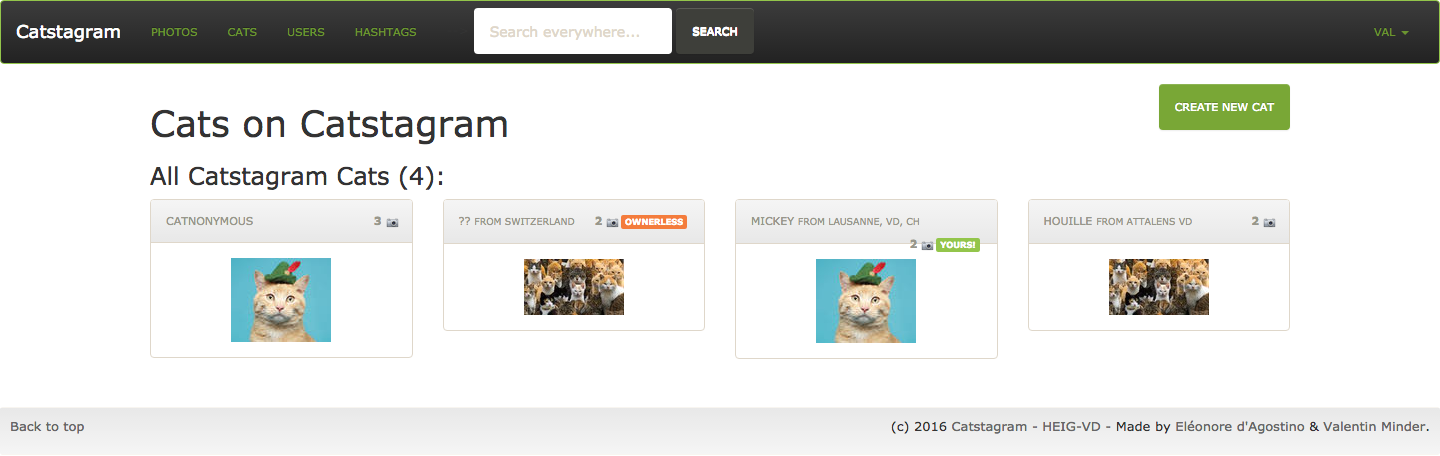 Catstagram PHOTOS CATS USERS HASHTAGS Search everywhere... SEARCH VAL
CREATE NEW CAT
Cats on Catstagram
All Catstagram Cats (4):
CATNONYMOUS 3
?? FROM SWITZERLAND 2 OWNERLESS
MICKEY FROM LAUSANNE, VD, CH
2 YOURS!
HOUILLE FROM ATTALENS VD 2
Back to top (c) 2016 Catstagram - HEIG-VD - Made by Eléonore d'Agostino & Valentin Minder.